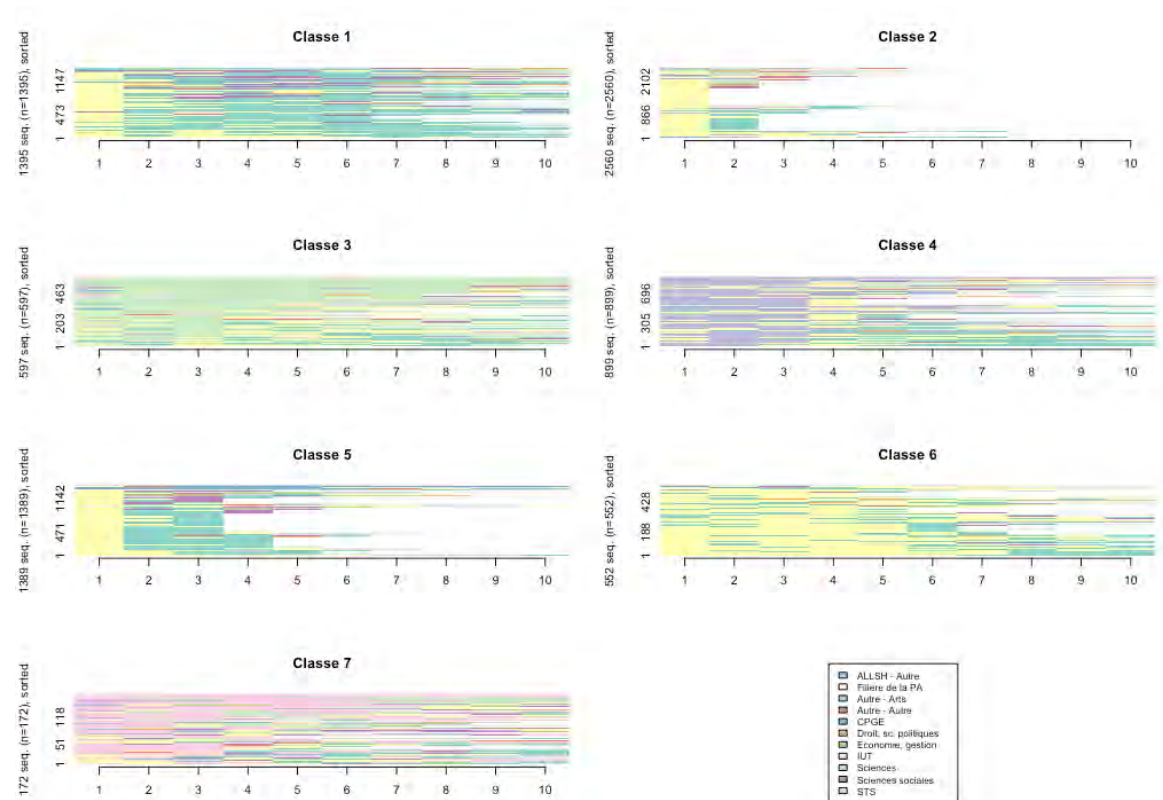 Classe 1
1395 seq. (n=1395), sorted
1 473 1147
1 2 3 4 5 6 7 8 9 10
Classe 2
2560 seq. (n=2560), sorted
1 866 2102
1 2 3 4 5 6 7 8 9 10
Classe 3
597 seq. (n=597), sorted
1 203 463
1 2 3 4 5 6 7 8 9 10
Classe 4
899 seq. (n=899), sorted
1 305 696
1 2 3 4 5 6 7 8 9 10
Classe 5
1389 seq. (n=1389), sorted
1 471 1142
1 2 3 4 5 6 7 8 9 10
Classe 6
552 seq. (n=552), sorted
1 188 428
1 2 3 4 5 6 7 8 9 10
Classe 7
172 seq. (n=172), sorted
1 51 118
1 2 3 4 5 6 7 8 9 10
ALLSH - Autre
Filiere de la PA
Autre - Arts
Autre - Autre
CPGE
Droit, sc. politiques
Economie, gestion
IUT
Sciences
Sciences sociales
STS